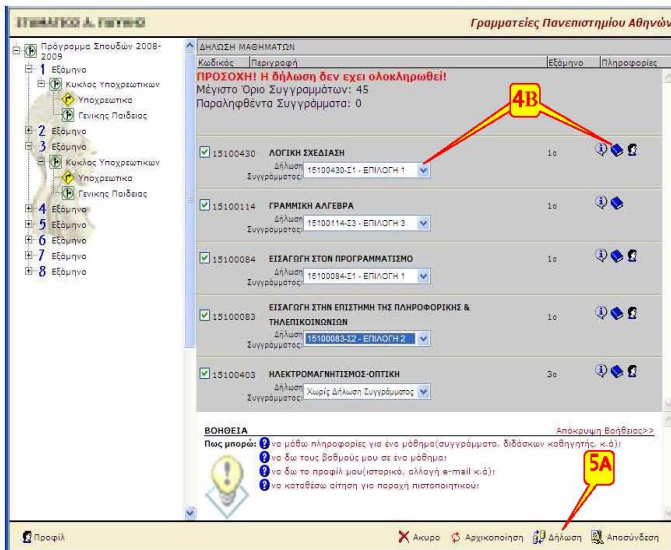 Γραμματείες Πανεπιστημίου Αθηνών
Πρόγραμμα Σπουδών 2008-
2009
1 Εξάμηνο
Κυκλος Υποχρεωτικων
Υποχρεωτικα
Γενικης Παιδειας
2 Εξάμηνο
3 Εξάμηνο
Κυκλος Υποχρεωτικων
Υποχρεωτικα
Γενικης Παιδειας
4 Εξάμηνο
5 Εξάμηνο
6 Εξάμηνο
7 Εξάμηνο
8 Εξάμηνο
ΔΗΛΩΣΗ ΜΑΘΗΜΑΤΩΝ
Κωδικός Περιγραφή Εξάμηνο Πληροφορίες
ΠΡΟΣΟΧΗ! Η δήλωση δεν εχει ολοκληρωθεί!
Μέγιστο Όριο Συγγραμμάτων: 45
Παραληφθέντα Συγγράμματα: 0
4B
15100430 ΛΟΓΙΚΗ ΣΧΕΔΙΑΣΗ 1ο
Δήλωση
Συγγράμματος: 15100430-Σ1 - ΕΠΙΛΟΓΗ 1
15100114 ΓΡΑΜΜΙΚΗ ΑΛΓΕΒΡΑ 1ο
Δήλωση
Συγγράμματος: 15100114-Σ3 - ΕΠΙΛΟΓΗ 3
15100084 ΕΙΣΑΓΩΓΗ ΣΤΟΝ ΠΡΟΓΡΑΜΜΑΤΙΣΜΟ 1ο
Δήλωση
Συγγράμματος: 15100084-Σ1 - ΕΠΙΛΟΓΗ 1
15100083 ΕΙΣΑΓΩΓΗ ΣΤΗΝ ΕΠΙΣΤΗΜΗ ΤΗΣ ΠΛΗΡΟΦΟΡΙΚΗΣ &
ΤΗΛΕΠΙΚΟΙΝΩΝΙΩΝ 1ο
Δήλωση
Συγγράμματος: 15100083-Σ2 - ΕΠΙΛΟΓΗ 2
15100403 ΗΛΕΚΤΡΟΜΑΓΝΗΤΙΣΜΟΣ-ΟΠΤΙΚΗ 3ο
Δήλωση
Συγγράμματος: Χωρίς Δήλωση Συγγράμματος
ΒΟΗΘΕΙΑ Απόκρυψη Βοήθειας>>
Πως μπορώ: να μάθω πληροφορίες για ένα μάθημα(συγγράμματα, διδάσκων καθηγητής, κ.ά);
να δω τους βαθμούς μου σε ένα μάθημα;
να δω το προφίλ μου(ιστορικό, αλλαγή e-mail κ.ά);
να καταθέσω αίτηση για παροχή πιστοποιητικού;
5A
Προφίλ Ακυρο Αρχικοποίηση Δήλωση Αποσύνδεση